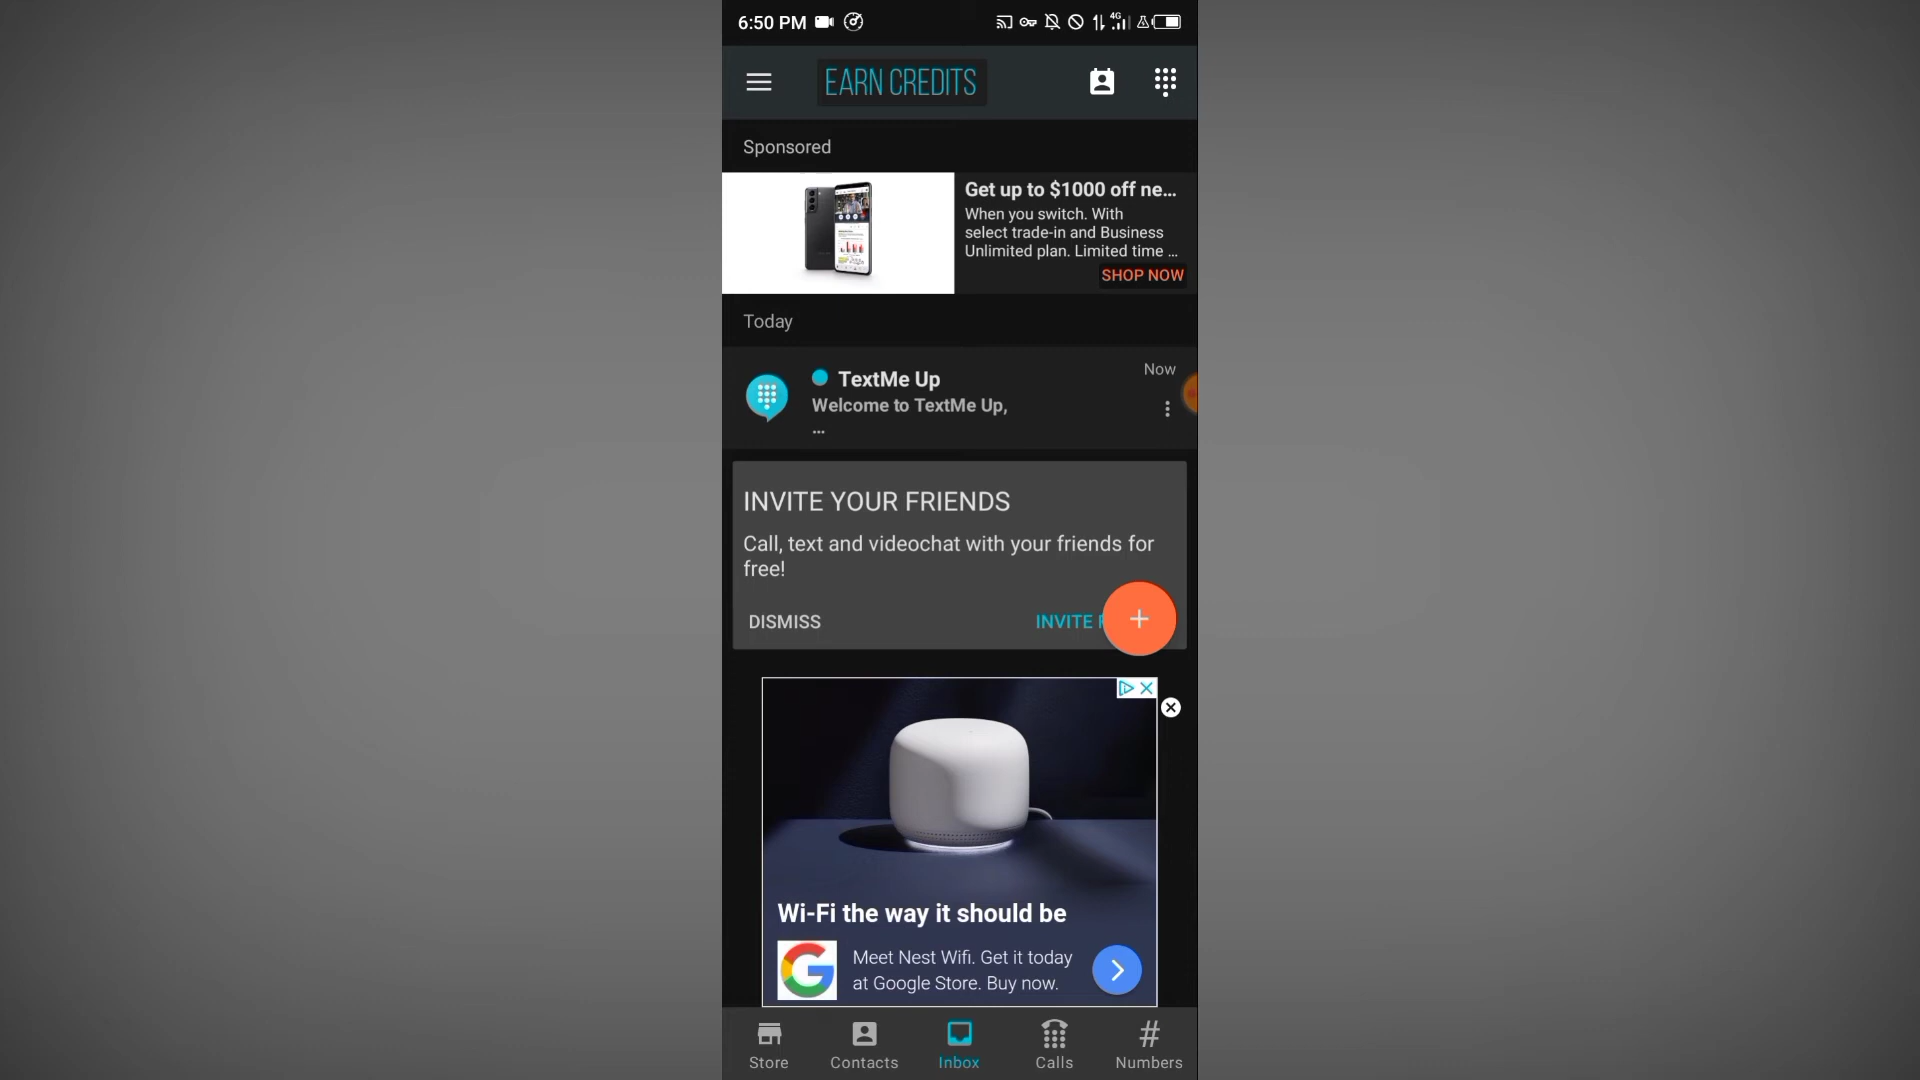 6:50 PM
4G
EARN CREDITS
Sponsored
Get up to $1000 off ne...
When you switch. With
select trade-in and Business
Unlimited plan. Limited time ...
SHOP NOW
Today
TextMe Up
Now
Welcome to TextMe Up,
...
INVITE YOUR FRIENDS
Call, text and videochat with your friends for
free!
DISMISS
INVITE
Wi-Fi the way it should be
Meet Nest Wifi. Get it today
at Google Store. Buy now.
Store
Contacts
Inbox
Calls
Numbers